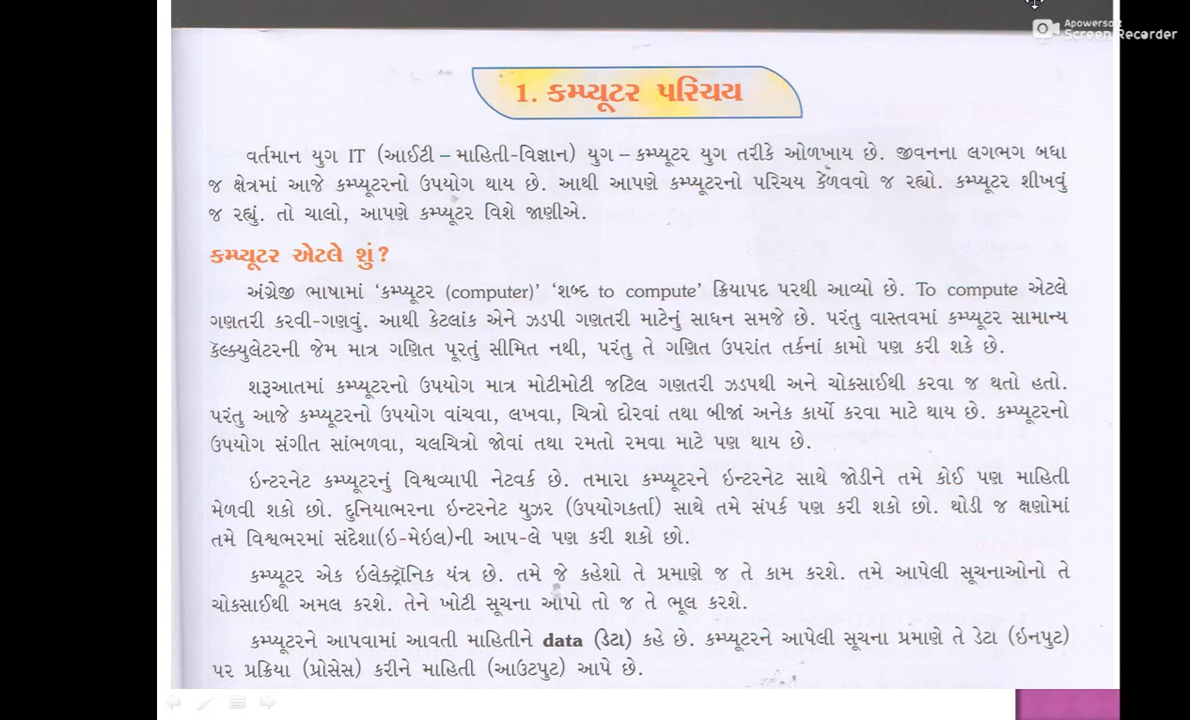 Apowersoft
Screen Recorder
1. કમ્પ્યૂટર પરિચય
વર્તમાન યુગ IT (આઈટી – માહિતી-વિજ્ઞાન) યુગ – કમ્પ્યૂટર યુગ તરીકે ઓળખાય છે. જીવનના લગભગ બધા
જ ક્ષેત્રમાં આજે કમ્પ્યૂટરનો ઉપયોગ થાય છે. આથી આપણે કમ્પ્યૂટરનો પરિચય કેળવવો જ રહ્યો. કમ્પ્યૂટર શીખવું
જ રહ્યું. તો ચાલો, આપણે કમ્પ્યૂટર વિશે જાણીએ.
કમ્પ્યૂટર એટલે શું?
અંગ્રેજી ભાષામાં ‘કમ્પ્યૂટર (computer)’ ‘શબ્દ to compute’ ક્રિયાપદ પરથી આવ્યો છે. To compute એટલે
ગણતરી કરવી-ગણવું. આથી કેટલાંક એને ઝડપી ગણતરી માટેનું સાધન સમજે છે. પરંતુ વાસ્તવમાં કમ્પ્યૂટર સામાન્ય
કૅલ્ક્યુલેટરની જેમ માત્ર ગણિત પૂરતું સીમિત નથી, પરંતુ તે ગણિત ઉપરાંત તર્કનાં કામો પણ કરી શકે છે.
શરૂઆતમાં કમ્પ્યૂટરનો ઉપયોગ માત્ર મોટીમોટી જટિલ ગણતરી ઝડપથી અને ચોકસાઈથી કરવા જ થતો હતો.
પરંતુ આજે કમ્પ્યૂટરનો ઉપયોગ વાંચવા, લખવા, ચિત્રો દોરવાં તથા બીજાં અનેક કાર્યો કરવા માટે થાય છે. કમ્પ્યૂટરનો
ઉપયોગ સંગીત સાંભળવા, ચલચિત્રો જોવાં તથા રમતો રમવા માટે પણ થાય છે.
ઇન્ટરનેટ કમ્પ્યૂટરનું વિશ્વવ્યાપી નેટવર્ક છે. તમારા કમ્પ્યૂટરને ઇન્ટરનેટ સાથે જોડીને તમે કોઈ પણ માહિતી
મેળવી શકો છો. દુનિયાભરના ઇન્ટરનેટ યુઝર (ઉપયોગકર્તા) સાથે તમે સંપર્ક પણ કરી શકો છો. થોડી જ ક્ષણોમાં
તમે વિશ્વભરમાં સંદેશા(ઇ-મેઇલ)ની આપ-લે પણ કરી શકો છો.
કમ્પ્યૂટર એક ઇલેક્ટ્રૉનિક યંત્ર છે. તમે જે કહેશો તે પ્રમાણે જ તે કામ કરશે. તમે આપેલી સૂચનાઓનો તે
ચોકસાઈથી અમલ કરશે. તેને ખોટી સૂચના આપો તો જ તે ભૂલ કરશે.
કમ્પ્યૂટરને આપવામાં આવતી માહિતીને data (ડેટા) કહે છે. કમ્પ્યૂટરને આપેલી સૂચના પ્રમાણે તે ડેટા (ઇનપુટ)
પર પ્રક્રિયા (પ્રોસેસ) કરીને માહિતી (આઉટપુટ) આપે છે.